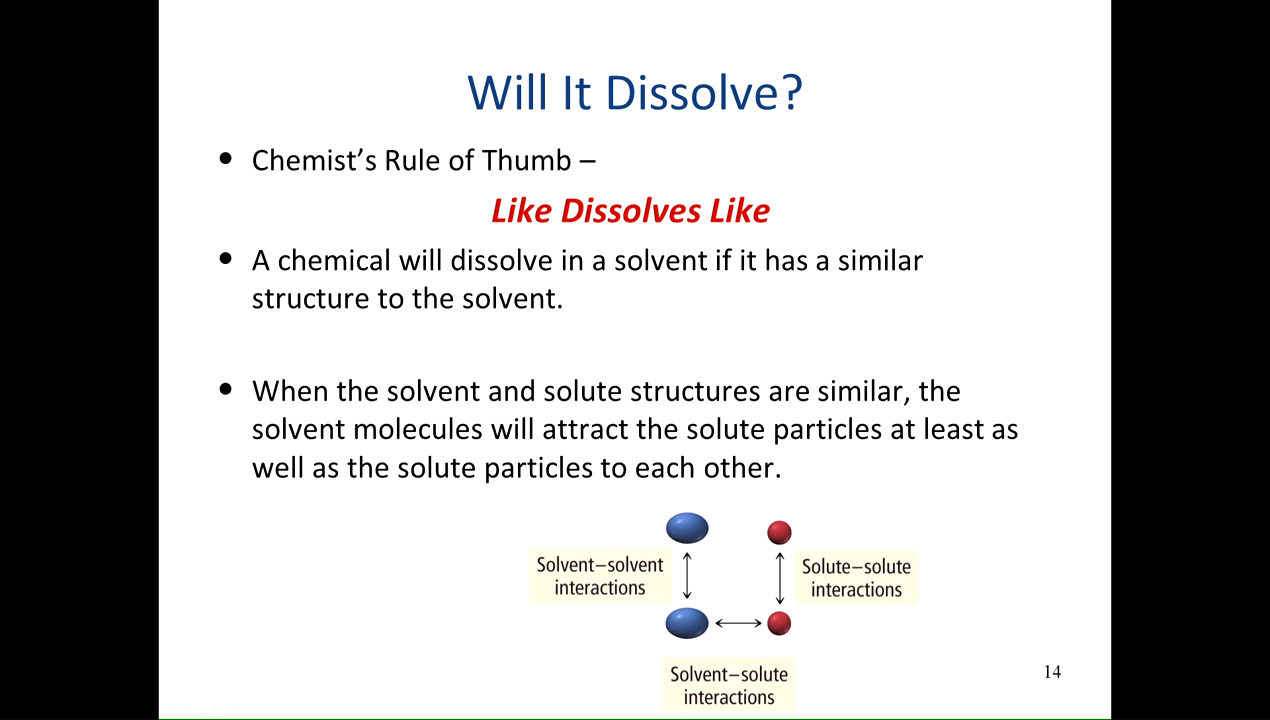 Will It Dissolve?
• Chemist’s Rule of Thumb –
Like Dissolves Like
• A chemical will dissolve in a solvent if it has a similar
structure to the solvent.
• When the solvent and solute structures are similar, the
solvent molecules will attract the solute particles at least as
well as the solute particles to each other.
Solvent–solvent
interactions
Solute–solute
interactions
Solvent–solute
interactions
14